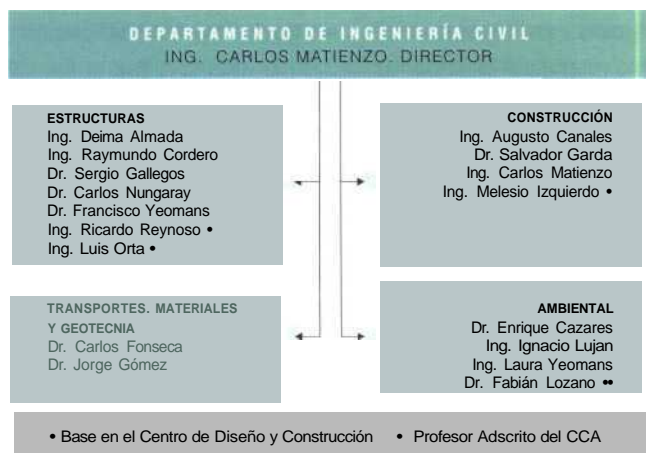 DEPARTAMENTO DE INGENIERÍA CIVIL
ING. CARLOS MATIENZO. DIRECTOR
ESTRUCTURAS
Ing. Deima Almada
Ing. Raymundo Cordero
Dr. Sergio Gallegos
Dr. Carlos Nungaray
Dr. Francisco Yeomans
Ing. Ricardo Reynoso •
Ing. Luis Orta •
CONSTRUCCIÓN
Ing. Augusto Canales
Dr. Salvador Garda
Ing. Carlos Matienzo
Ing. Melesio Izquierdo •
TRANSPORTES. MATERIALES
Y GEOTECNIA
Dr. Carlos Fonseca
Dr. Jorge Gómez
AMBIENTAL
Dr. Enrique Cazares
Ing. Ignacio Lujan
Ing. Laura Yeomans
Dr. Fabián Lozano ••
• Base en el Centro de Diseño y Construcción • Profesor Adscrito del CCA